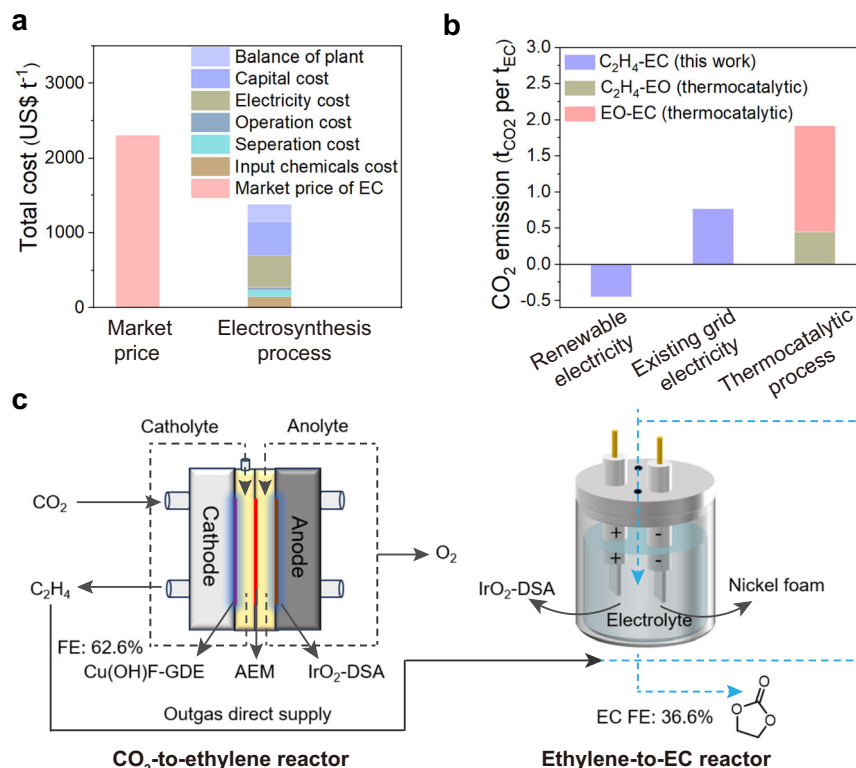 a
Total cost (US$ t⁻¹)
3000
2000
1000
0
Balance of plant
Capital cost
Electricity cost
Operation cost
Seperation cost
Input chemicals cost
Market price of EC
Market
price
Electrosynthesis
process
b
CO₂ emission (t_CO2 per t_EC)
3.0
2.5
2.0
1.5
1.0
0.5
0.0
-0.5
C₂H₄-EC (this work)
C₂H₄-EO (thermocatalytic)
EO-EC (thermocatalytic)
Renewable
electricity
Existing grid
electricity
Thermocatalytic
process
c
Catholyte
Anolyte
CO₂
Cathode
Anode
O₂
C₂H₄
FE: 62.6%
Cu(OH)F-GDE
AEM
IrO₂-DSA
Outgas direct supply
CO₂-to-ethylene reactor
+
-
+
-
IrO₂-DSA
Electrolyte
Nickel foam
EC FE: 36.6%
O
O
O
Ethylene-to-EC reactor